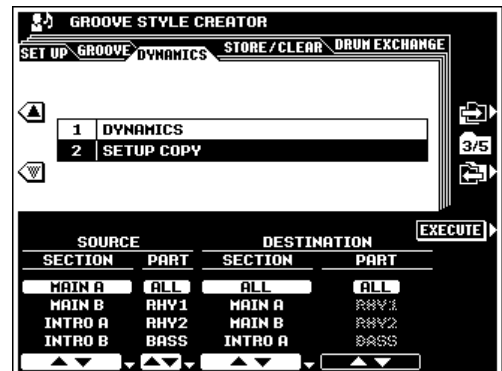 GROOVE STYLE CREATOR
SET UP GROOVE DYNAMICS STORE/CLEAR DRUM EXCHANGE
1 DYNAMICS
2 SETUP COPY
3/5
EXECUTE
SOURCE DESTINATION
SECTION PART SECTION PART
MAIN A ALL ALL ALL
MAIN B RHY1 MAIN A RHY1
INTRO A RHY2 MAIN B RHY2
INTRO B BASS INTRO A BASS